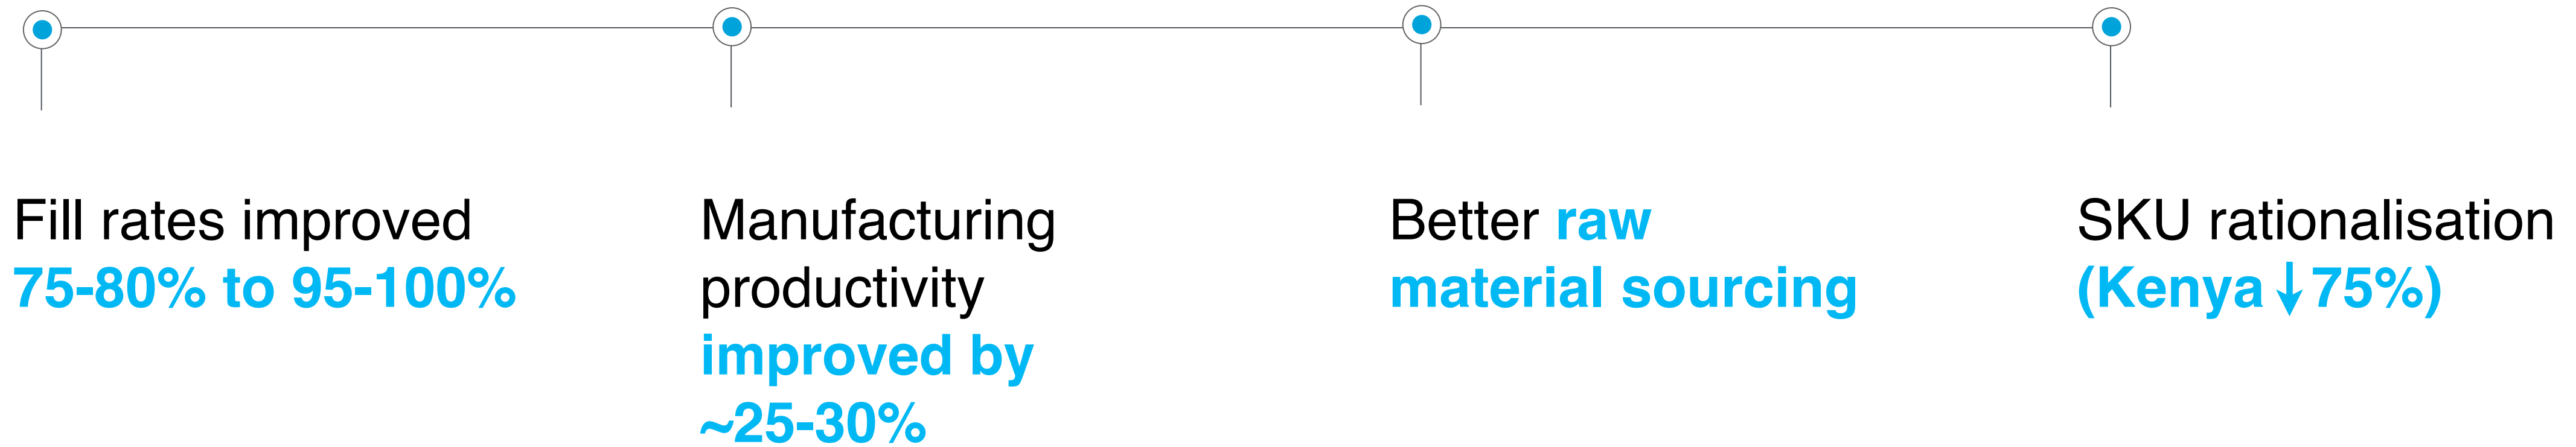 Fill rates improved
75-80% to 95-100%
Manufacturing
productivity
improved by
~25-30%
Better raw
material sourcing
SKU rationalisation
(Kenya↓75%)